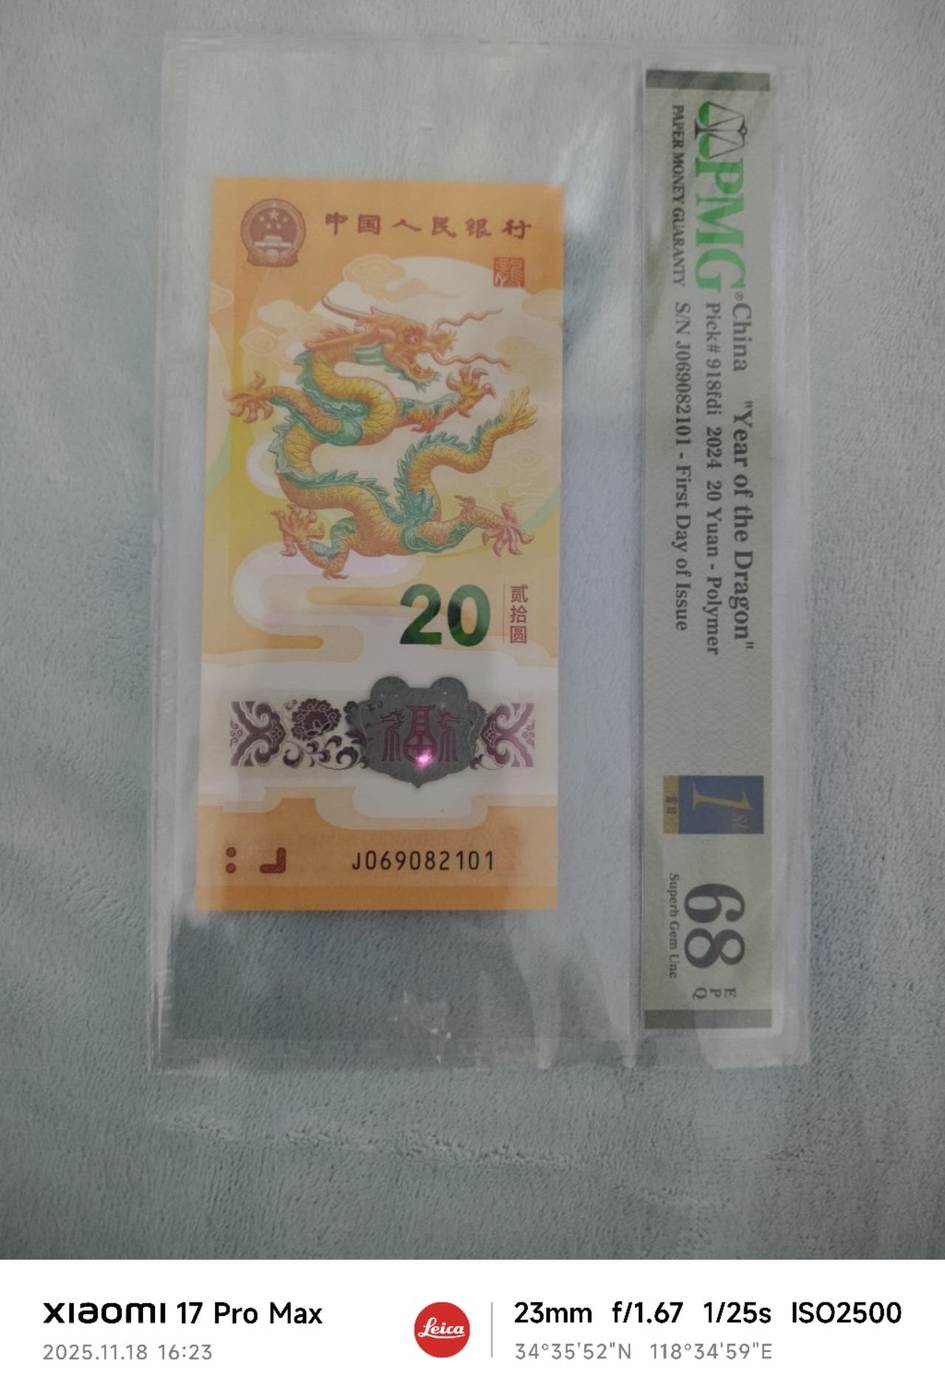 中国人民银行
20
贰拾圆
福
J069082101
PMG®
PAPER MONEY GUARANTY
China "Year of the Dragon"
Pick# 918fdi 2024 20 Yuan - Polymer
S/N J069082101 - First Day of Issue
1st
68
EPQ
Superb Gem Unc
xiaomi 17 Pro Max
2025.11.18 16:23
Leica
23mm f/1.67 1/25s ISO2500
34°35'52"N 118°34'59"E